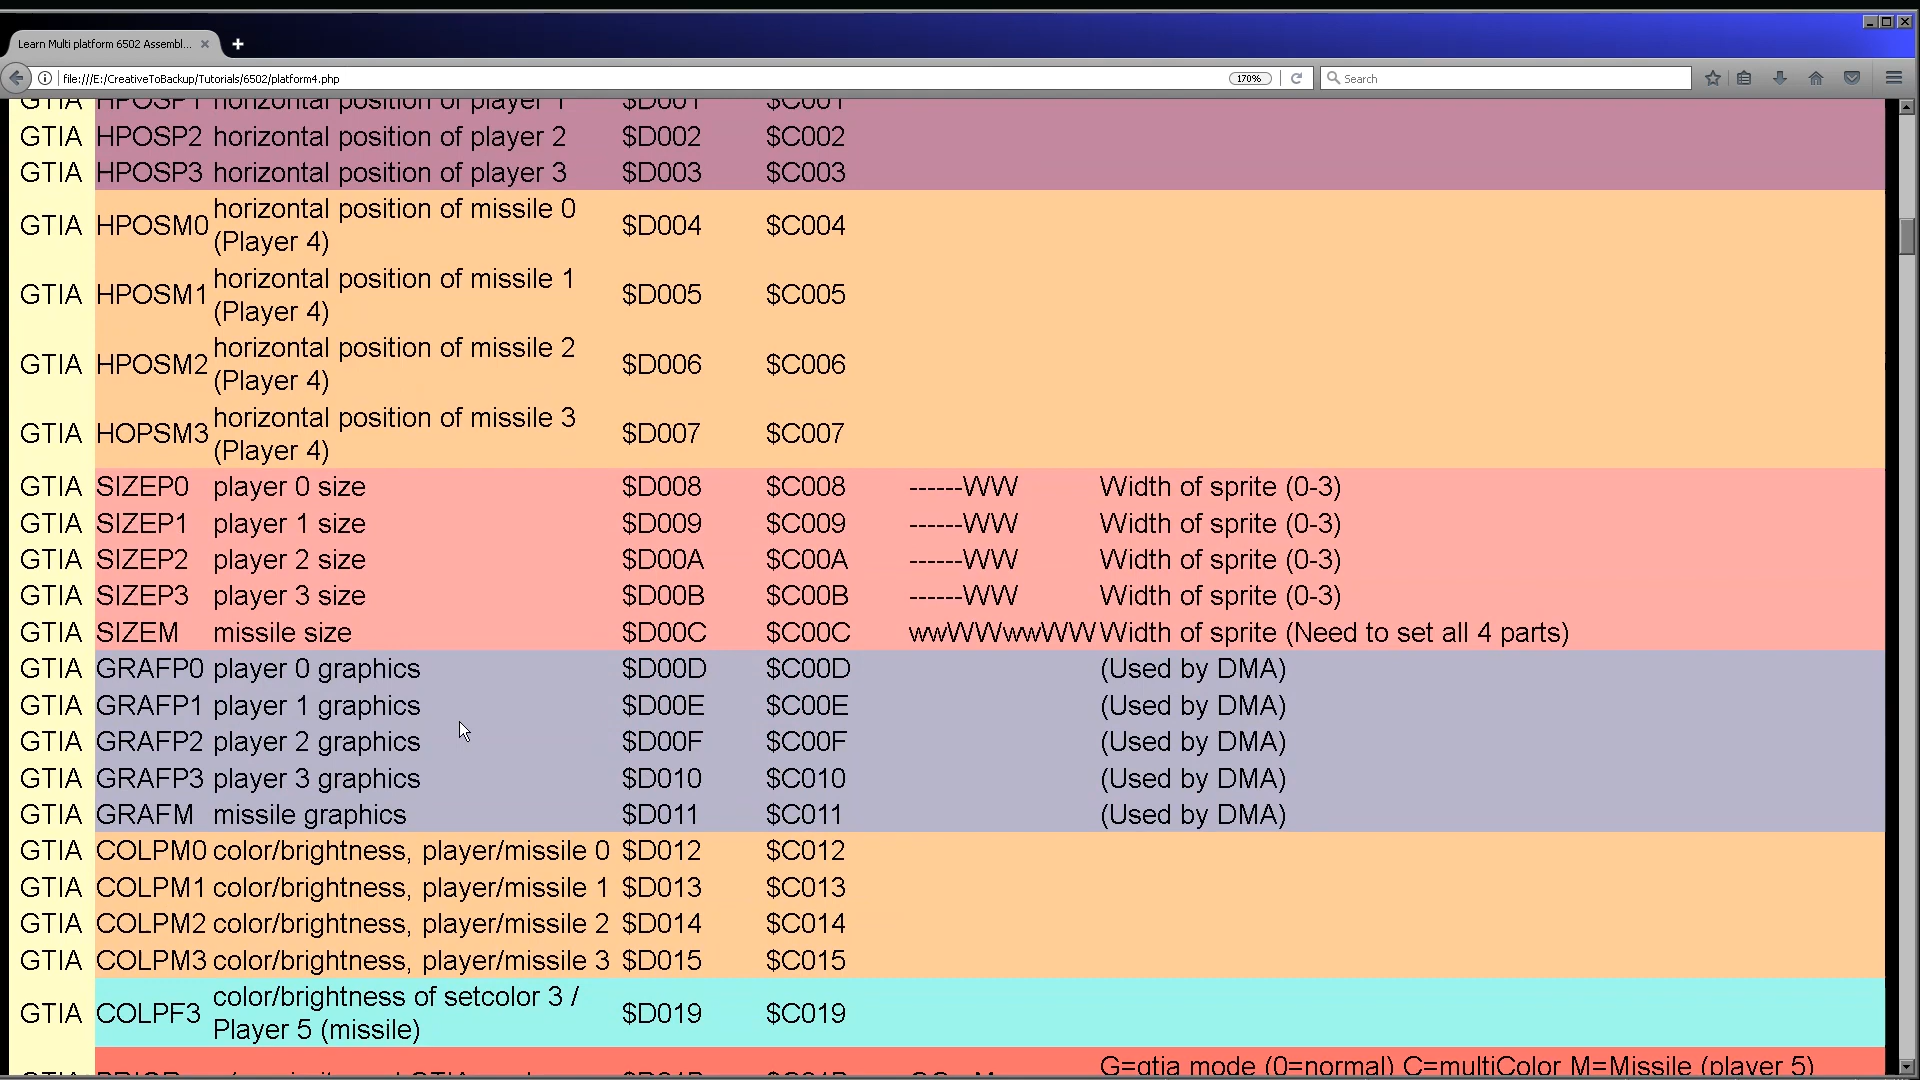 Learn Multi platform 6502 Assembl...
file:///E:/CreativeToBackup/Tutorials/6502/platform4.php 170% Search
GTIA HPOSP1 horizontal position of player 1 $D001 $C001
GTIA HPOSP2 horizontal position of player 2 $D002 $C002
GTIA HPOSP3 horizontal position of player 3 $D003 $C003
GTIA HPOSM0 horizontal position of missile 0 $D004 $C004
(Player 4)
GTIA HPOSM1 horizontal position of missile 1 $D005 $C005
(Player 4)
GTIA HPOSM2 horizontal position of missile 2 $D006 $C006
(Player 4)
GTIA HOPSM3 horizontal position of missile 3 $D007 $C007
(Player 4)
GTIA SIZEP0 player 0 size $D008 $C008 ------WW Width of sprite (0-3)
GTIA SIZEP1 player 1 size $D009 $C009 ------WW Width of sprite (0-3)
GTIA SIZEP2 player 2 size $D00A $C00A ------WW Width of sprite (0-3)
GTIA SIZEP3 player 3 size $D00B $C00B ------WW Width of sprite (0-3)
GTIA SIZEM missile size $D00C $C00C wwWWwwWW Width of sprite (Need to set all 4 parts)
GTIA GRAFP0 player 0 graphics $D00D $C00D (Used by DMA)
GTIA GRAFP1 player 1 graphics $D00E $C00E (Used by DMA)
GTIA GRAFP2 player 2 graphics $D00F $C00F (Used by DMA)
GTIA GRAFP3 player 3 graphics $D010 $C010 (Used by DMA)
GTIA GRAFM missile graphics $D011 $C011 (Used by DMA)
GTIA COLPM0 color/brightness, player/missile 0 $D012 $C012
GTIA COLPM1 color/brightness, player/missile 1 $D013 $C013
GTIA COLPM2 color/brightness, player/missile 2 $D014 $C014
GTIA COLPM3 color/brightness, player/missile 3 $D015 $C015
GTIA COLPF3 color/brightness of setcolor 3 / $D019 $C019
Player 5 (missile)
G=gtia mode (0=normal) C=multiColor M=Missile (player 5)